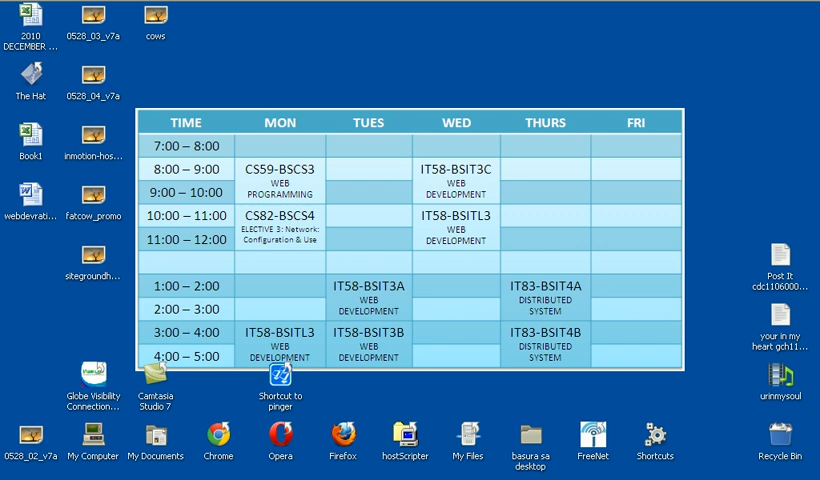 2010
DECEMBER ...
0528_03_v7a
cows
The Hat
0528_04_v7a
Book1
inmotion-hos...
webdevrati...
fatcow_promo
sitegroundh...
TIME MON TUES WED THURS FRI
7:00 – 8:00
8:00 – 9:00 CS59-BSCS3 IT58-BSIT3C
WEB WEB
9:00 – 10:00 PROGRAMMING DEVELOPMENT
10:00 – 11:00 CS82-BSCS4 IT58-BSITL3
ELECTIVE 3: Network: WEB
11:00 – 12:00 Configuration & Use DEVELOPMENT
1:00 – 2:00 IT58-BSIT3A IT83-BSIT4A
WEB DISTRIBUTED
2:00 – 3:00 DEVELOPMENT SYSTEM
3:00 – 4:00 IT58-BSITL3 IT58-BSIT3B IT83-BSIT4B
WEB WEB DISTRIBUTED
4:00 – 5:00 DEVELOPMENT DEVELOPMENT SYSTEM
Post It
cdc1106000...
your in my
heart gch11...
Globe Visibility
Connection...
Camtasia
Studio 7
Shortcut to
pinger
urinmysoul
0528_02_v7a
My Computer
My Documents
Chrome
Opera
Firefox
hostScripter
My Files
basura sa
desktop
FreeNet
Shortcuts
Recycle Bin